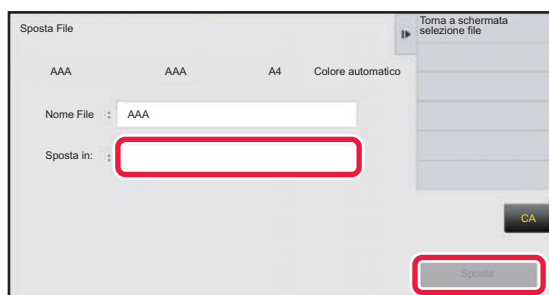 Sposta File
Torna a schermata
selezione file
AAA AAA A4 Colore automatico
Nome File : AAA
Sposta in: :
CA
Sposta